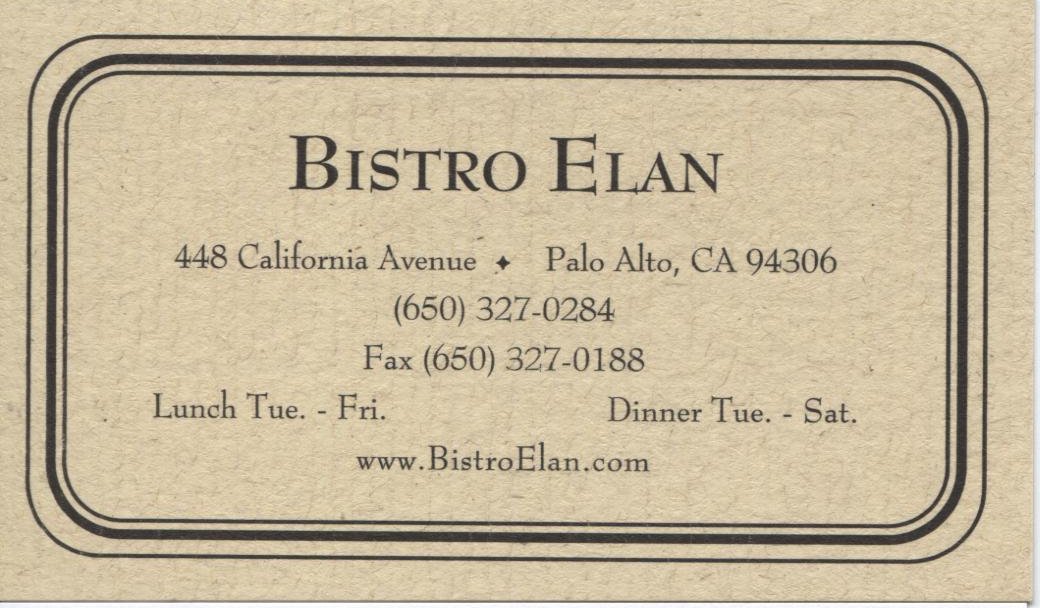 Bistro Elan
448 California Avenue ✦ Palo Alto, CA 94306
(650) 327-0284
Fax (650) 327-0188
Lunch Tue. - Fri. Dinner Tue. - Sat.
www.BistroElan.com